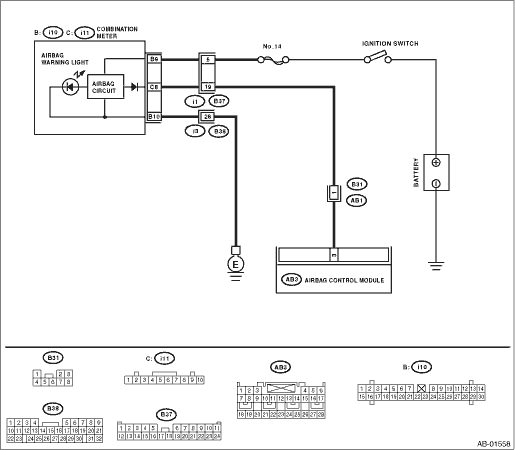 B: i10 C: i11 COMBINATION METER
AIRBAG WARNING LIGHT
AIRBAG CIRCUIT
B9
C8
B10
5
19
i1 B37
26
i3 B38
No.14
IGNITION SWITCH
BATTERY
1
B31
AB1
E
AB3 AIRBAG CONTROL MODULE
B31
1 2 3
4 5 6 7 8
C: i11
1 2 3 4 5 6 7 8 9 10
AB3
1 2 3 4 5 6
7 8 9 10 11 12 13 14 15 16 17
18 19 20 21 22 23 24 25 26 27 28
B: i10
1 2 3 4 5 6 7 8 9 10 11 12 13 14
15 16 17 18 19 20 21 22 23 24 25 26 27 28 29 30
B38
1 2 3 4 5 6 7 8 9
10 11 12 13 14 15 16 17 18 19 20 21
22 23 24 25 26 27 28 29 30 31 32
B37
1 2 3 4 5 6 7 8 9 10 11
12 13 14 15 16 17 18 19 20 21 22 23 24
AB-01558